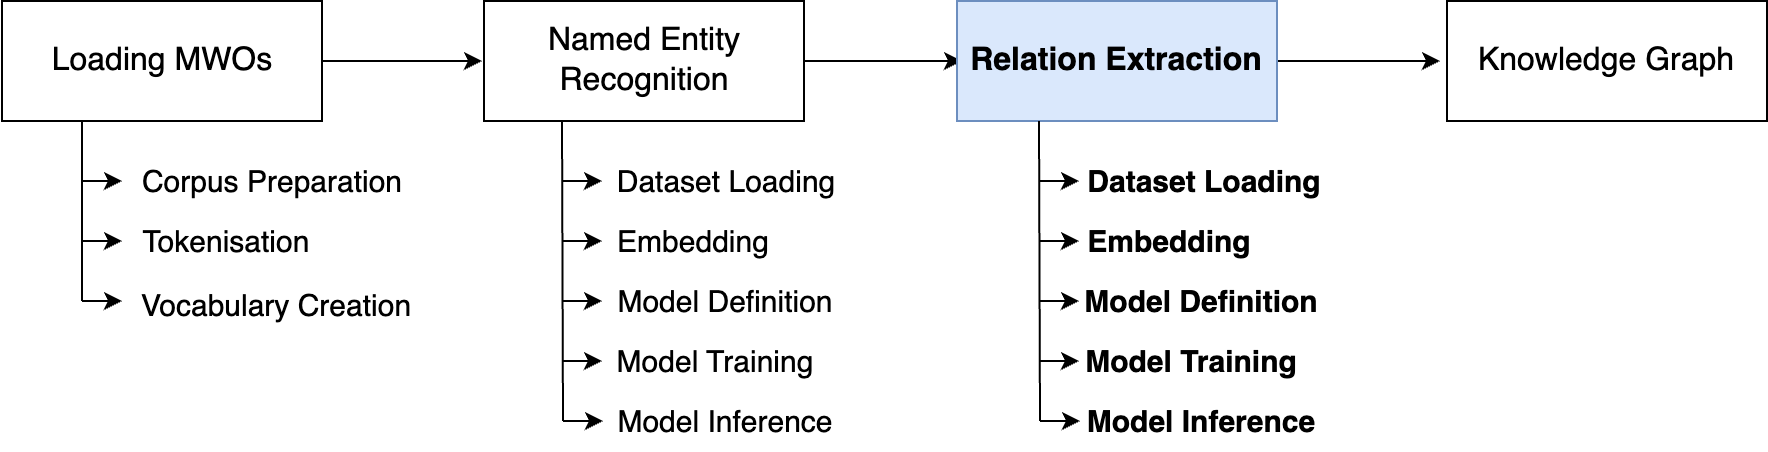 Loading MWOs
Named Entity
Recognition
Relation Extraction
Knowledge Graph
Corpus Preparation
Tokenisation
Vocabulary Creation
Dataset Loading
Embedding
Model Definition
Model Training
Model Inference
Dataset Loading
Embedding
Model Definition
Model Training
Model Inference